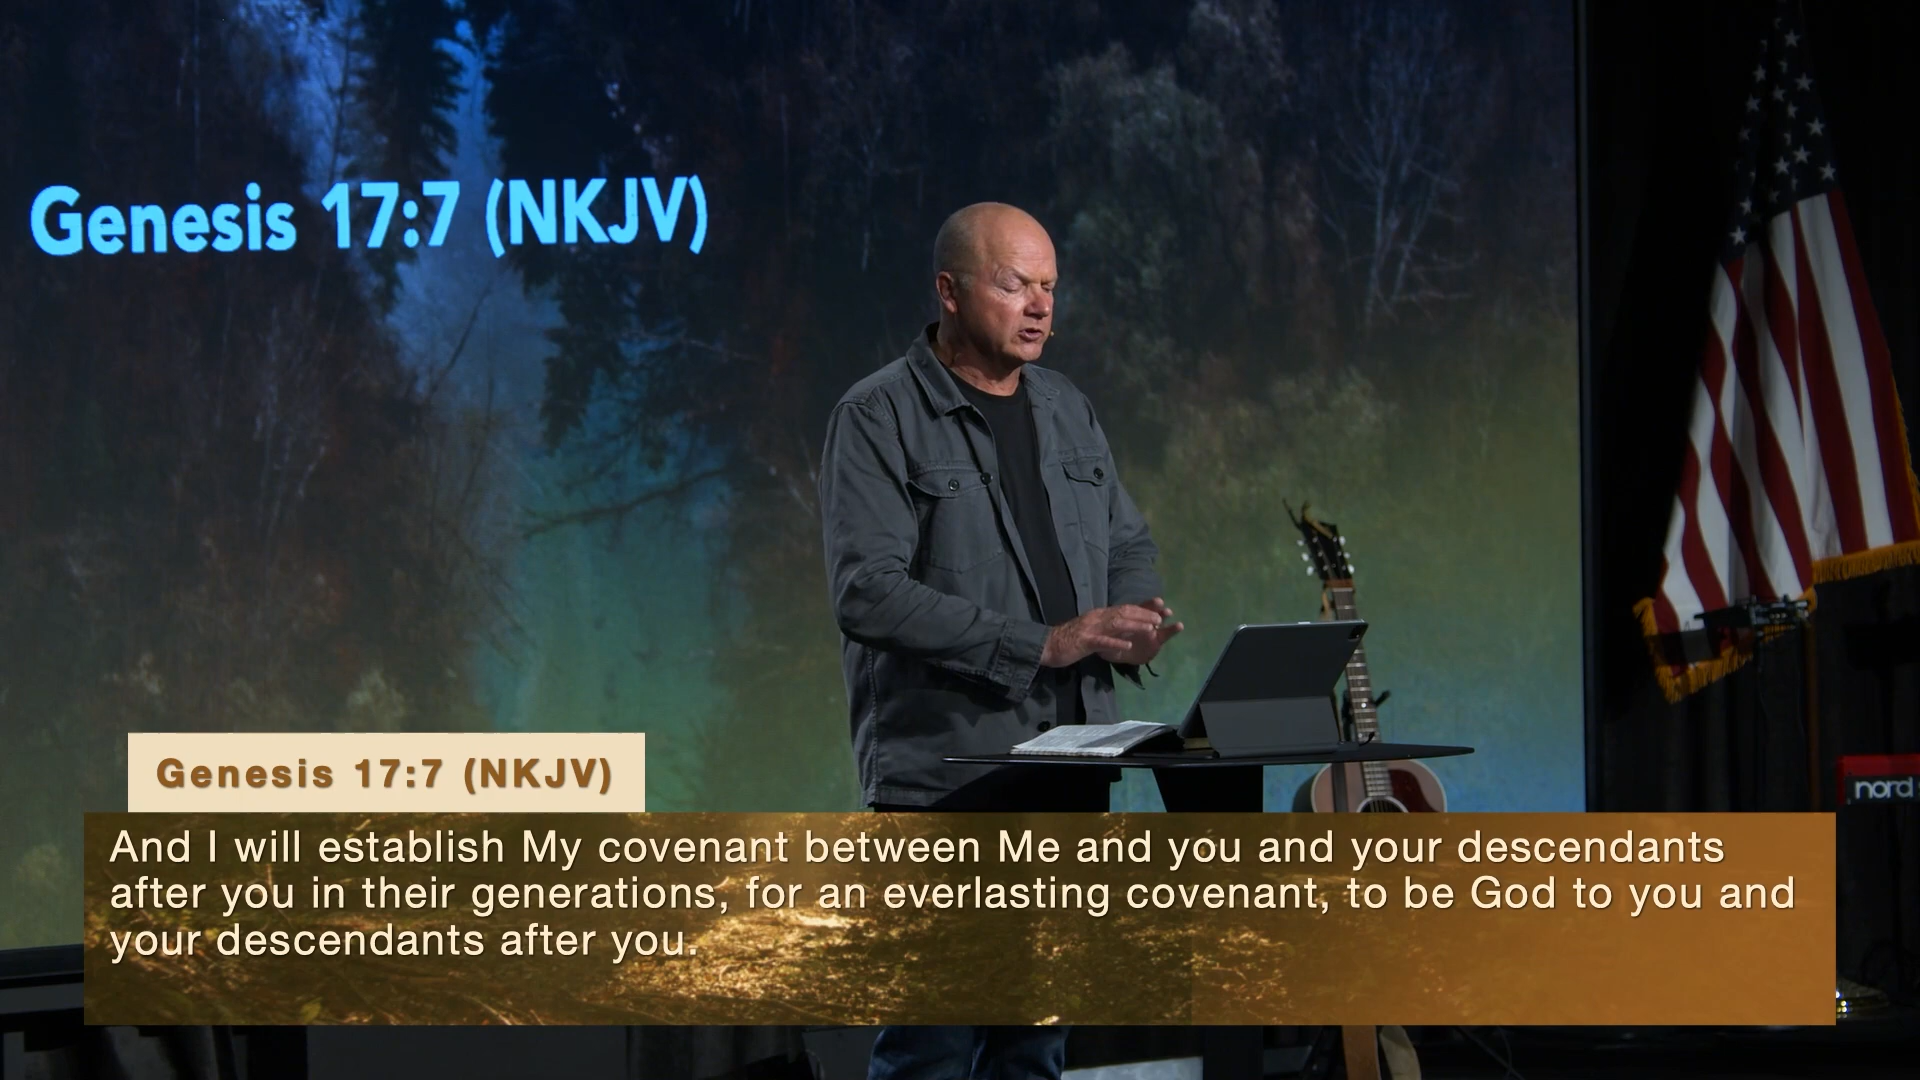 Genesis 17:7 (NKJV)
Genesis 17:7 (NKJV)
And I will establish My covenant between Me and you and your descendants
after you in their generations, for an everlasting covenant, to be God to you and
your descendants after you.
nord